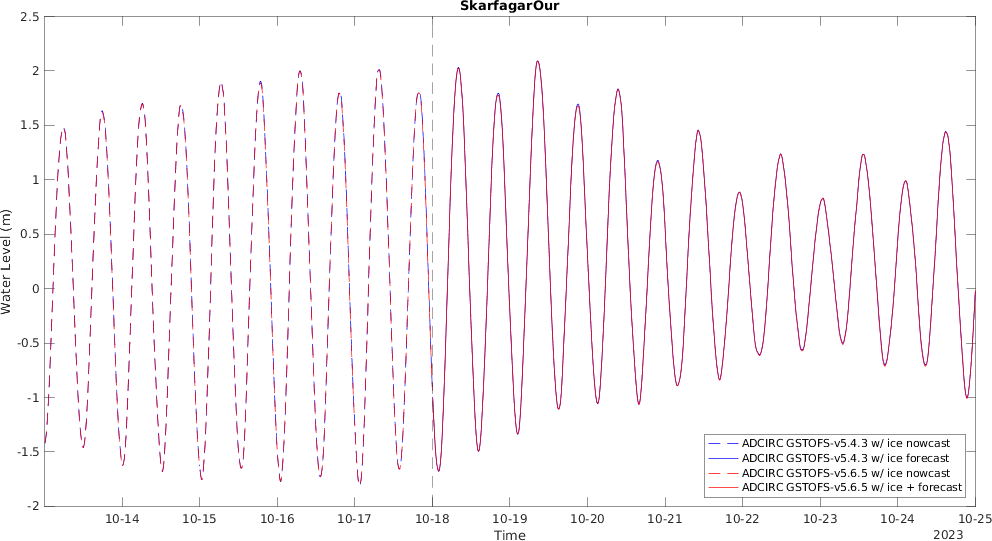 SkarfagarOur
2.5
2
1.5
1
0.5
0
-0.5
-1
-1.5
-2
Water Level (m)
ADCIRC GSTOFS-v5.4.3 w/ ice nowcast
ADCIRC GSTOFS-v5.4.3 w/ ice forecast
ADCIRC GSTOFS-v5.6.5 w/ ice nowcast
ADCIRC GSTOFS-v5.6.5 w/ ice + forecast
10-14 10-15 10-16 10-17 10-18 10-19 10-20 10-21 10-22 10-23 10-24 10-25
Time
2023